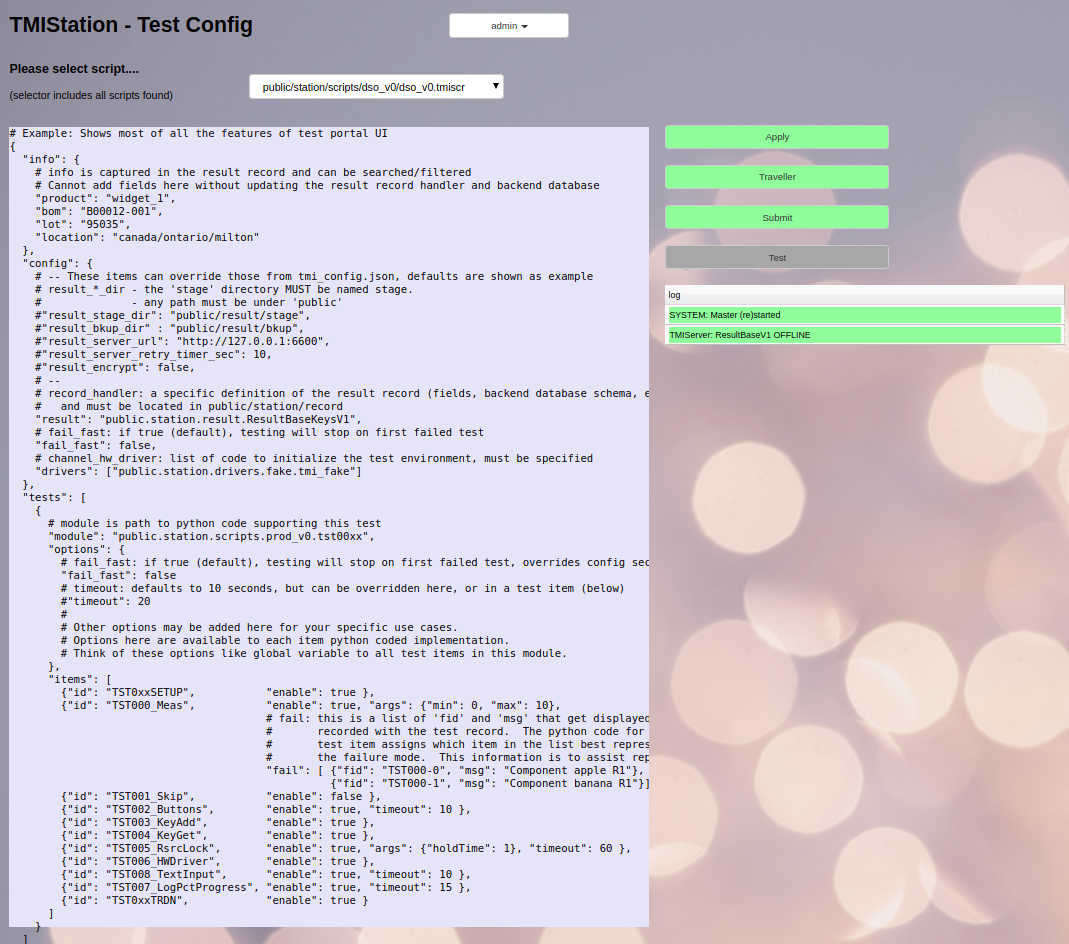 TMIStation - Test Config
admin
Please select script....
(selector includes all scripts found)
public/station/scripts/dso_v0/dso_v0.tmiscr
# Example: Shows most of all the features of test portal UI
{
  "info": {
    # info is captured in the result record and can be searched/filtered
    # Cannot add fields here without updating the result record handler and backend database
    "product": "widget_1",
    "bom": "B00012-001",
    "lot": "95035",
    "location": "canada/ontario/milton"
  },
  "config": {
    # -- These items can override those from tmi_config.json, defaults are shown as example
    # result_*_dir - the 'stage' directory MUST be named stage.
    #              - any path must be under 'public'
    #"result_stage_dir": "public/result/stage",
    #"result_bkup_dir" : "public/result/bkup",
    #"result_server_url": "http://127.0.0.1:6600",
    #"result_server_retry_timer_sec": 10,
    #"result_encrypt": false,
    # --
    # record_handler: a specific definition of the result record (fields, backend database schema, e
    #   and must be located in public/station/record
    "result": "public.station.result.ResultBaseKeysV1",
    # fail_fast: if true (default), testing will stop on first failed test
    "fail_fast": false,
    # channel_hw_driver: list of code to initialize the test environment, must be specified
    "drivers": ["public.station.drivers.fake.tmi_fake"]
  },
  "tests": [
    {
      # module is path to python code supporting this test
      "module": "public.station.scripts.prod_v0.tst00xx",
      "options": {
        # fail_fast: if true (default), testing will stop on first failed test, overrides config sec
        "fail_fast": false
        # timeout: defaults to 10 seconds, but can be overridden here, or in a test item (below)
        #"timeout": 20
        #
        # Other options may be added here for your specific use cases.
        # Options here are available to each item python coded implementation.
        # Think of these options like global variable to all test items in this module.
      },
      "items": [
        {"id": "TST0xxSETUP",           "enable": true },
        {"id": "TST000_Meas",           "enable": true, "args": {"min": 0, "max": 10},
                                        # fail: this is a list of 'fid' and 'msg' that get displayed
                                        #       recorded with the test record.  The python code for
                                        #       test item assigns which item in the list best repres
                                        #       the failure mode.  This information is to assist rep
                                        "fail": [ {"fid": "TST000-0", "msg": "Component apple R1"},
                                                  {"fid": "TST000-1", "msg": "Component banana R1"}]
        {"id": "TST001_Skip",           "enable": false },
        {"id": "TST002_Buttons",        "enable": true, "timeout": 10 },
        {"id": "TST003_KeyAdd",         "enable": true },
        {"id": "TST004_KeyGet",         "enable": true },
        {"id": "TST005_RsrcLock",       "enable": true, "args": {"holdTime": 1}, "timeout": 60 },
        {"id": "TST006_HWDriver",       "enable": true },
        {"id": "TST008_TextInput",      "enable": true, "timeout": 10 },
        {"id": "TST007_LogPctProgress", "enable": true, "timeout": 15 },
        {"id": "TST0xxTRDN",            "enable": true }
      ]
    }
  ]
Apply
Traveller
Submit
Test
log
SYSTEM: Master (re)started
TMIServer: ResultBaseV1 OFFLINE